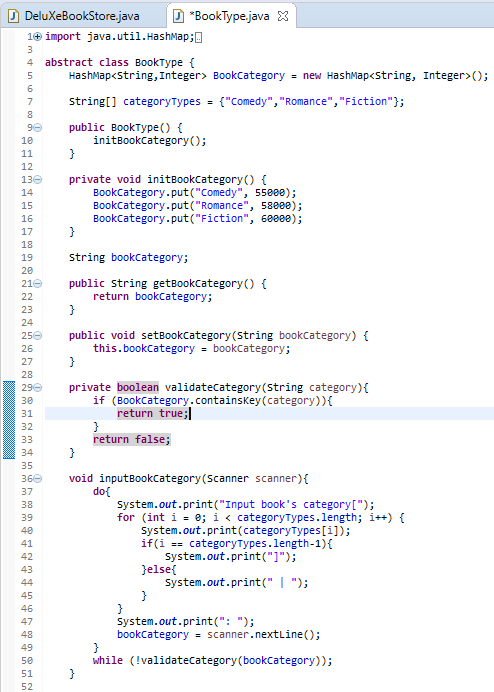 DeluXeBookStore.java *BookType.java
1 import java.util.HashMap;
3
4 abstract class BookType {
5 HashMap<String,Integer> BookCategory = new HashMap<String, Integer>();
6
7 String[] categoryTypes = {"Comedy","Romance","Fiction"};
8
9 public BookType() {
10 initBookCategory();
11 }
12
13 private void initBookCategory() {
14 BookCategory.put("Comedy", 55000);
15 BookCategory.put("Romance", 58000);
16 BookCategory.put("Fiction", 60000);
17 }
18
19 String bookCategory;
20
21 public String getBookCategory() {
22 return bookCategory;
23 }
24
25 public void setBookCategory(String bookCategory) {
26 this.bookCategory = bookCategory;
27 }
28
29 private boolean validateCategory(String category){
30 if (BookCategory.containsKey(category)){
31 return true;
32 }
33 return false;
34 }
35
36 void inputBookCategory(Scanner scanner){
37 do{
38 System.out.print("Input book's category[");
39 for (int i = 0; i < categoryTypes.length; i++) {
40 System.out.print(categoryTypes[i]);
41 if(i == categoryTypes.length-1){
42 System.out.print("]");
43 }else{
44 System.out.print(" | ");
45 }
46 }
47 System.out.print(": ");
48 bookCategory = scanner.nextLine();
49 }
50 while (!validateCategory(bookCategory));
51 }
52